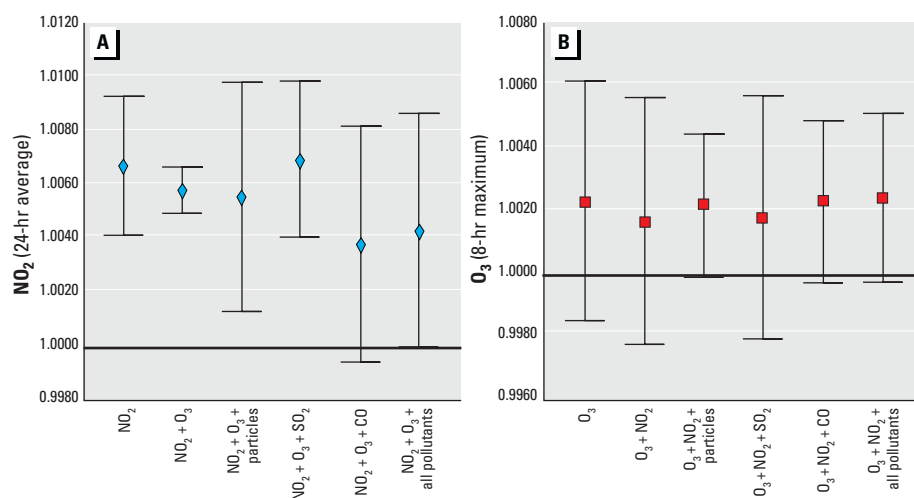 A
NO₂ (24-hr average)
1.0120
1.0100
1.0080
1.0060
1.0040
1.0020
1.0000
0.9980
NO₂
NO₂ + O₃
NO₂ + O₃ +
particles
NO₂ + O₃ + SO₂
NO₂ + O₃ + CO
NO₂ + O₃ +
all pollutants
B
O₃ (8-hr maximum)
1.0080
1.0060
1.0040
1.0020
1.0000
0.9980
0.9960
O₃
O₃ + NO₂
O₃ + NO₂ +
particles
O₃ + NO₂ + SO₂
O₃ + NO₂ + CO
O₃ + NO₂ +
all pollutants